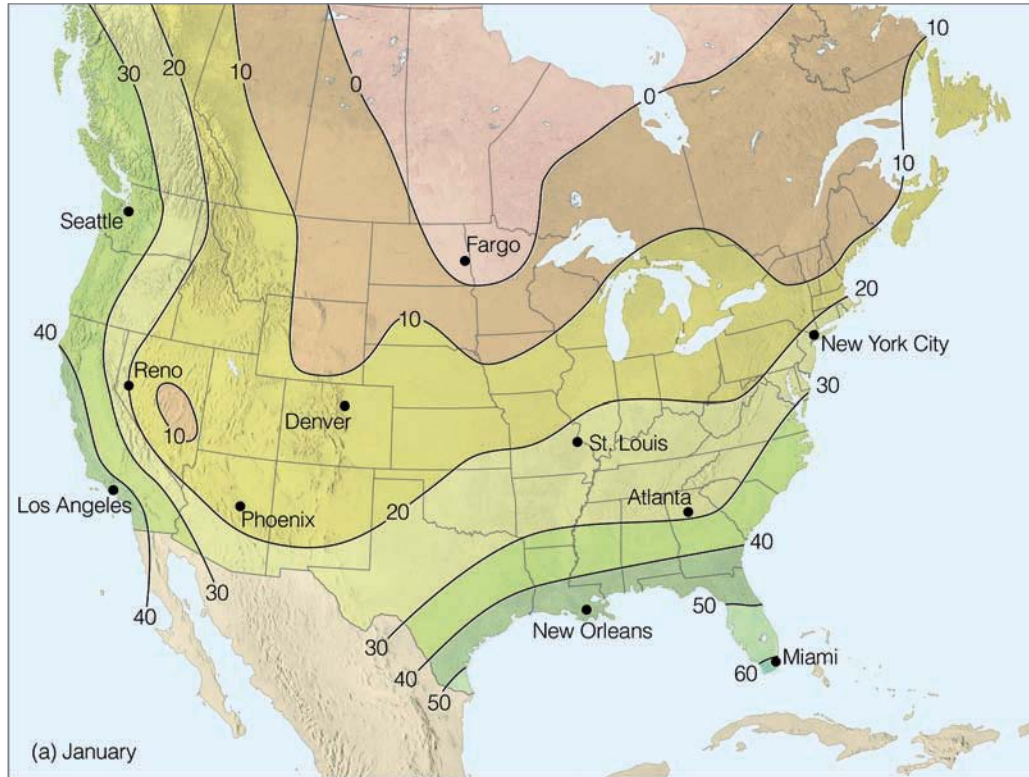 30
20
10
0
10
0
10
Seattle
Fargo
20
40
10
New York City
Reno
30
Denver
10
St. Louis
Los Angeles
Atlanta
Phoenix
20
40
30
40
50
New Orleans
30
Miami
60
40
50
(a) January